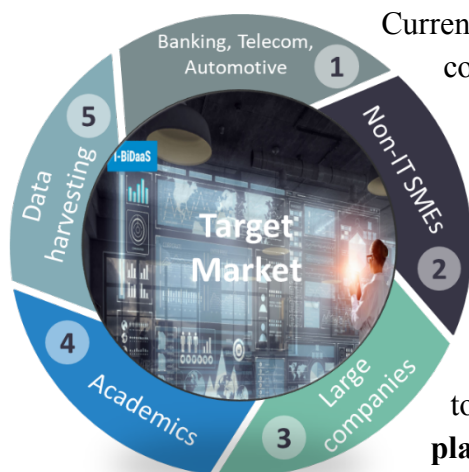 Curren
co
Banking, Telecom,
Automotive
1
Non-IT SMEs
2
Large
companies
3
Academics
4
Data
harvesting
5
I-BiDaaS
Target
Market
to
pla